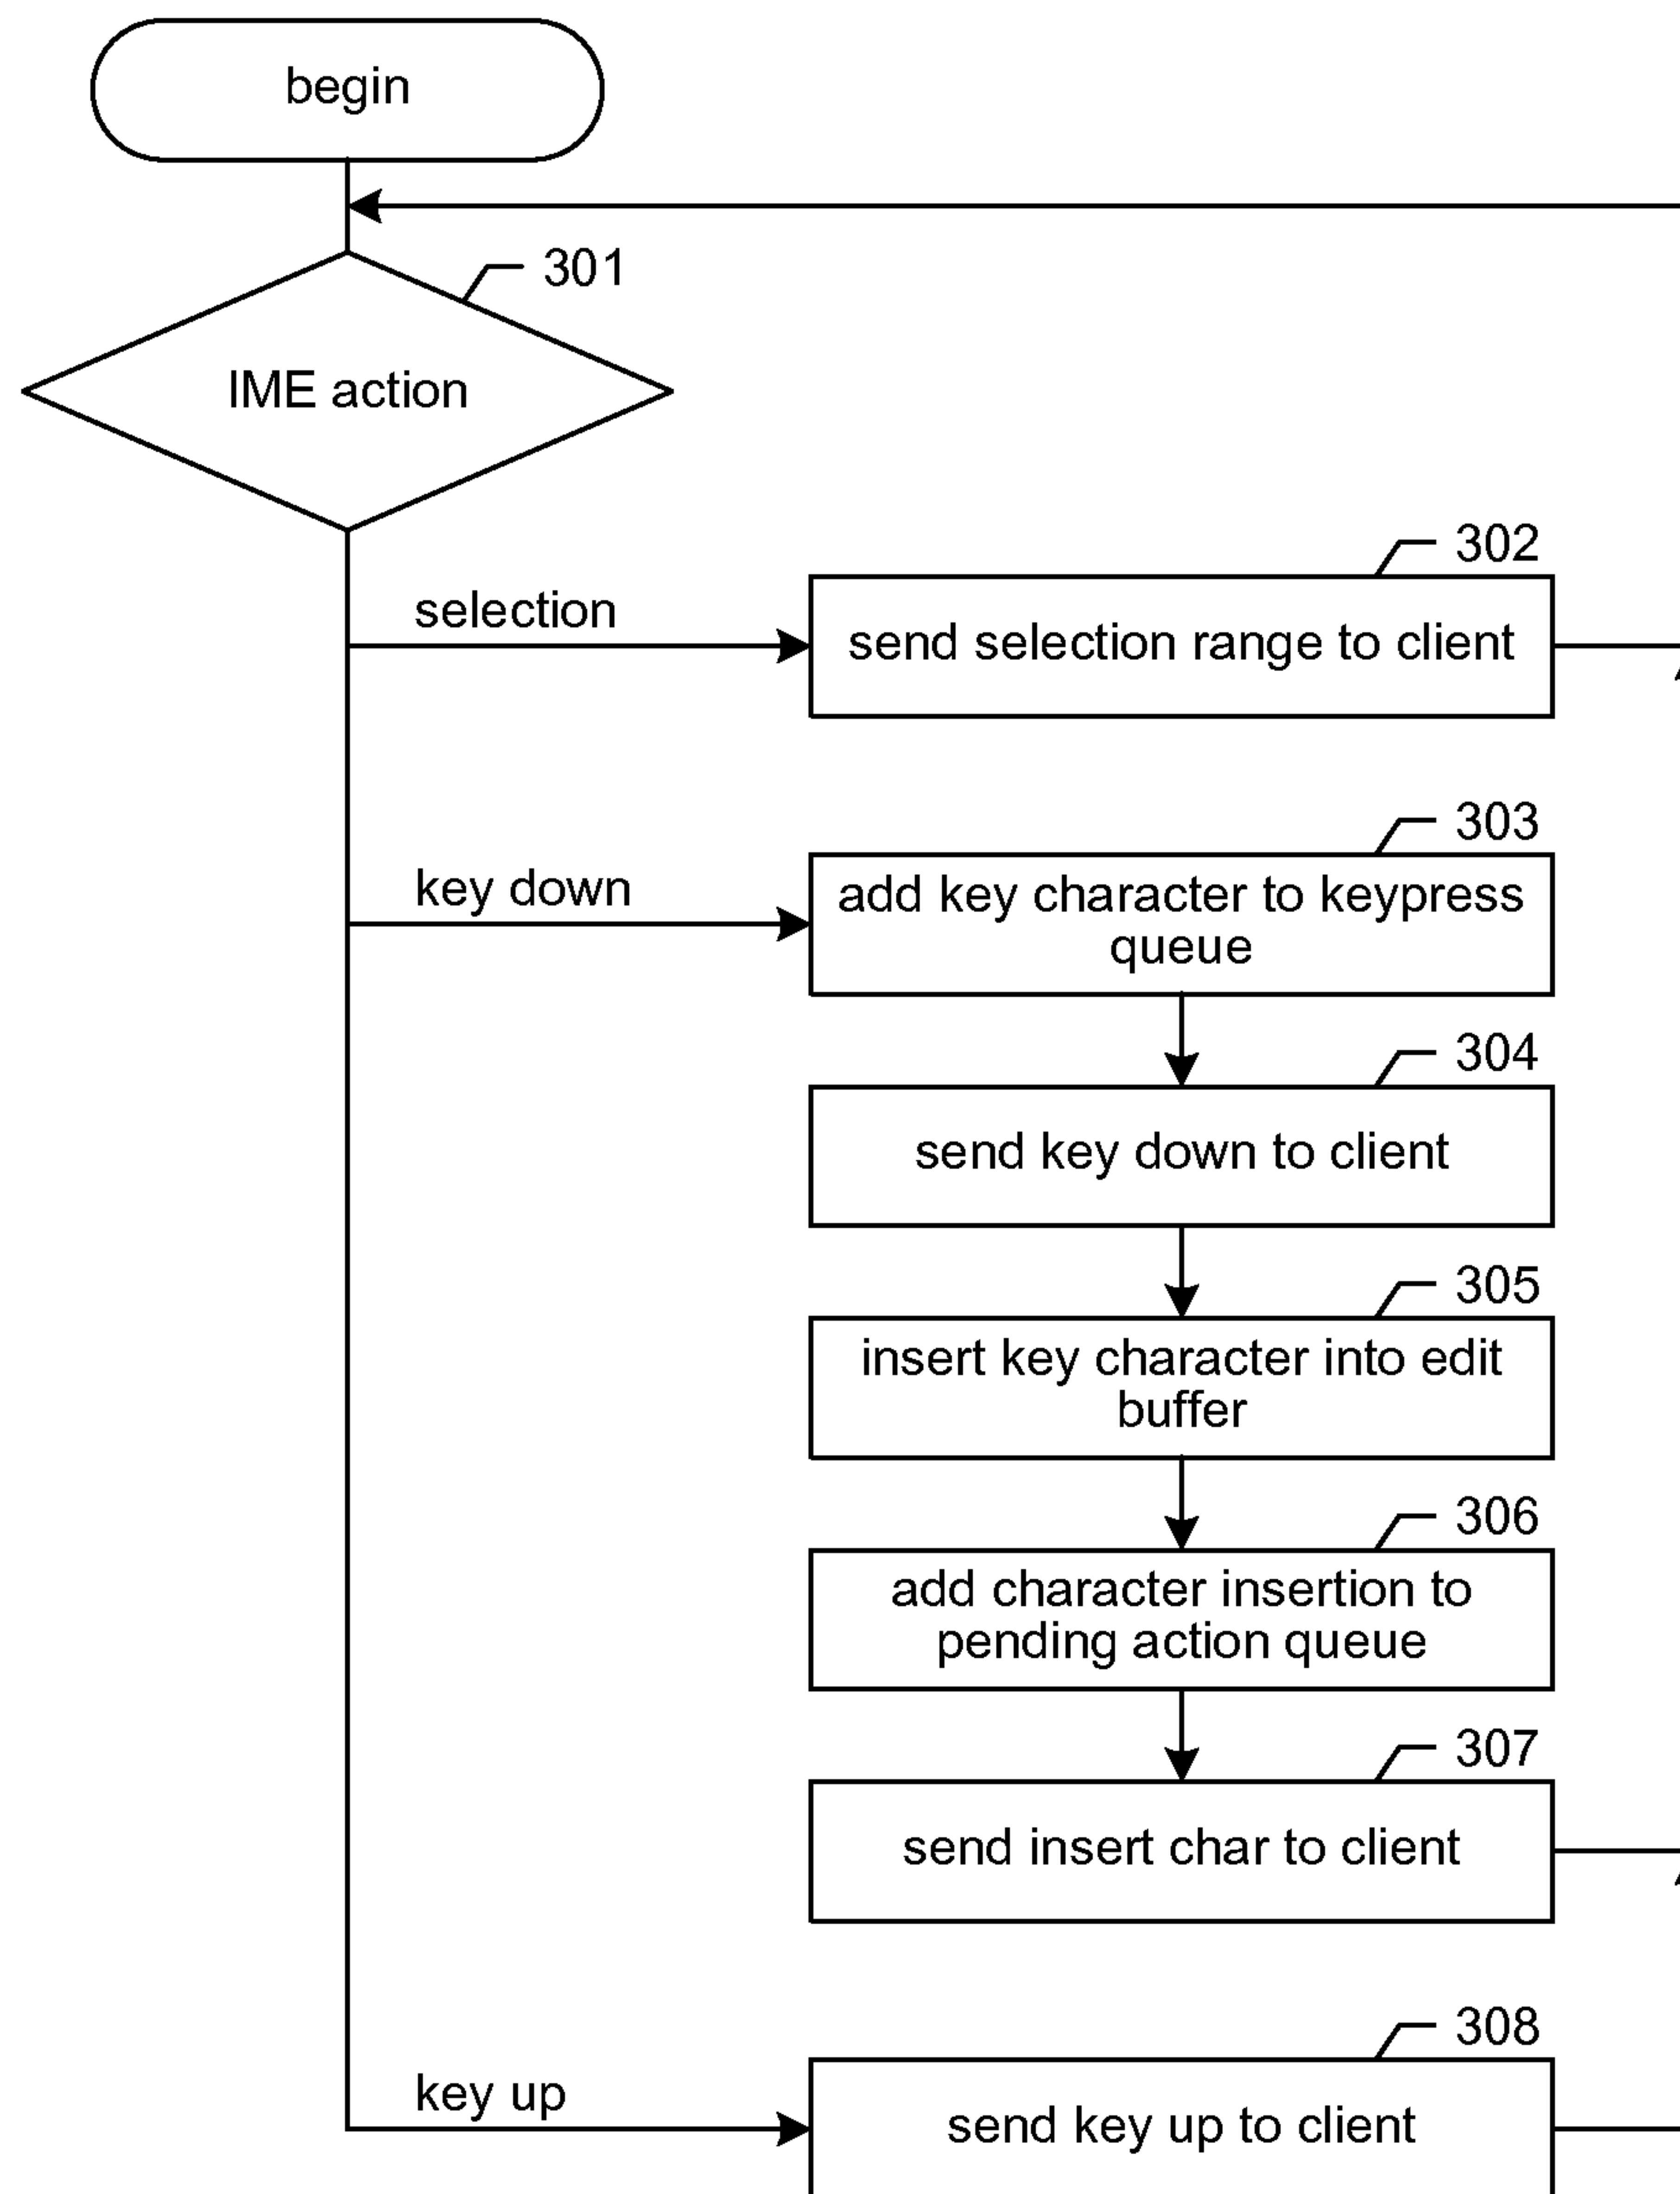 begin
301
IME action
302
selection
send selection range to client
303
key down
add key character to keypress
queue
304
send key down to client
305
insert key character into edit
buffer
306
add character insertion to
pending action queue
307
send insert char to client
308
key up
send key up to client